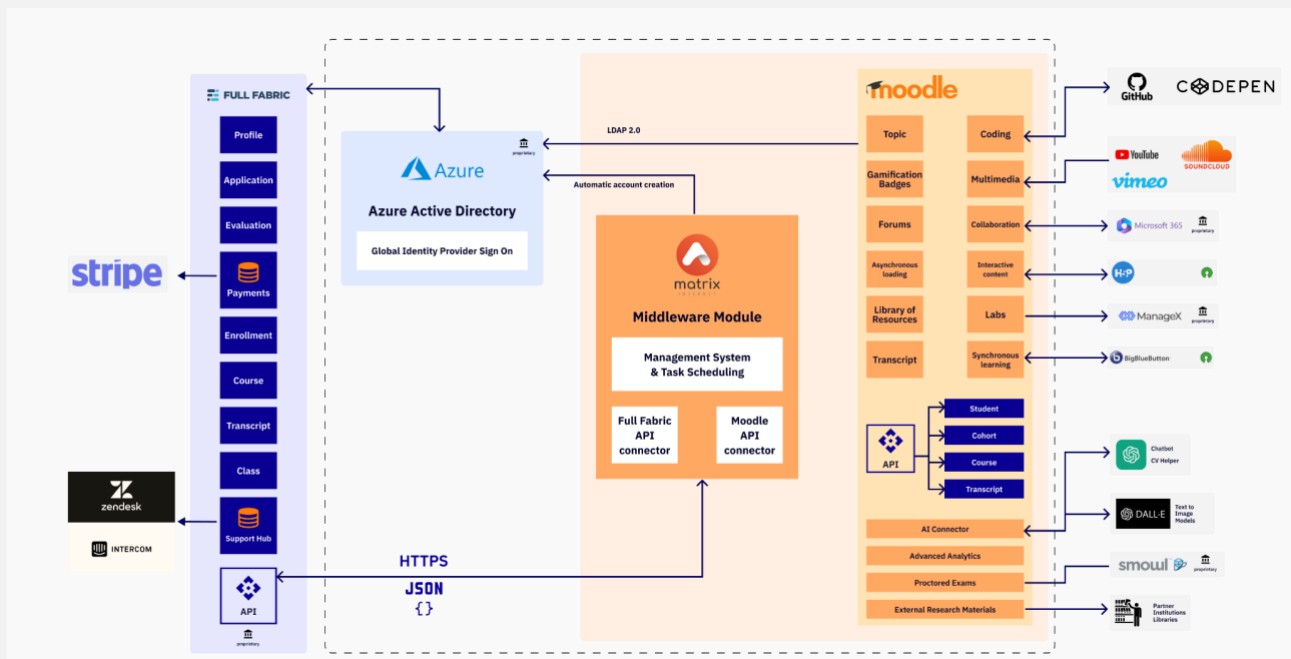 FULL FABRIC
Profile
Application
Evaluation
Payments
Enrollment
Course
Transcript
Class
Support Hub
API
proprietary
stripe
zendesk
INTERCOM
proprietary
Azure
Azure Active Directory
Global Identity Provider Sign On
LDAP 2.0
Automatic account creation
matrix
INTERNET
Middleware Module
Management System
& Task Scheduling
Full Fabric
API
connector
Moodle
API
connector
HTTPS
JSON
{}
moodle
Topic
Coding
Gamification
Badges
Multimedia
Forums
Collaboration
Asynchronous
loading
Interactive
content
Library of
Resources
Labs
Transcript
Synchronous
learning
API
Student
Cohort
Course
Transcript
AI Connector
Advanced Analytics
Proctored Exams
External Research Materials
GitHub
CODEPEN
YouTube
SOUNDCLOUD
vimeo
Microsoft 365
proprietary
H-P
ManageX
proprietary
BigBlueButton
Chatbot
CV Helper
DALL·E
Text to
Image
Models
smowl
proprietary
Partner
Institutions
Libraries